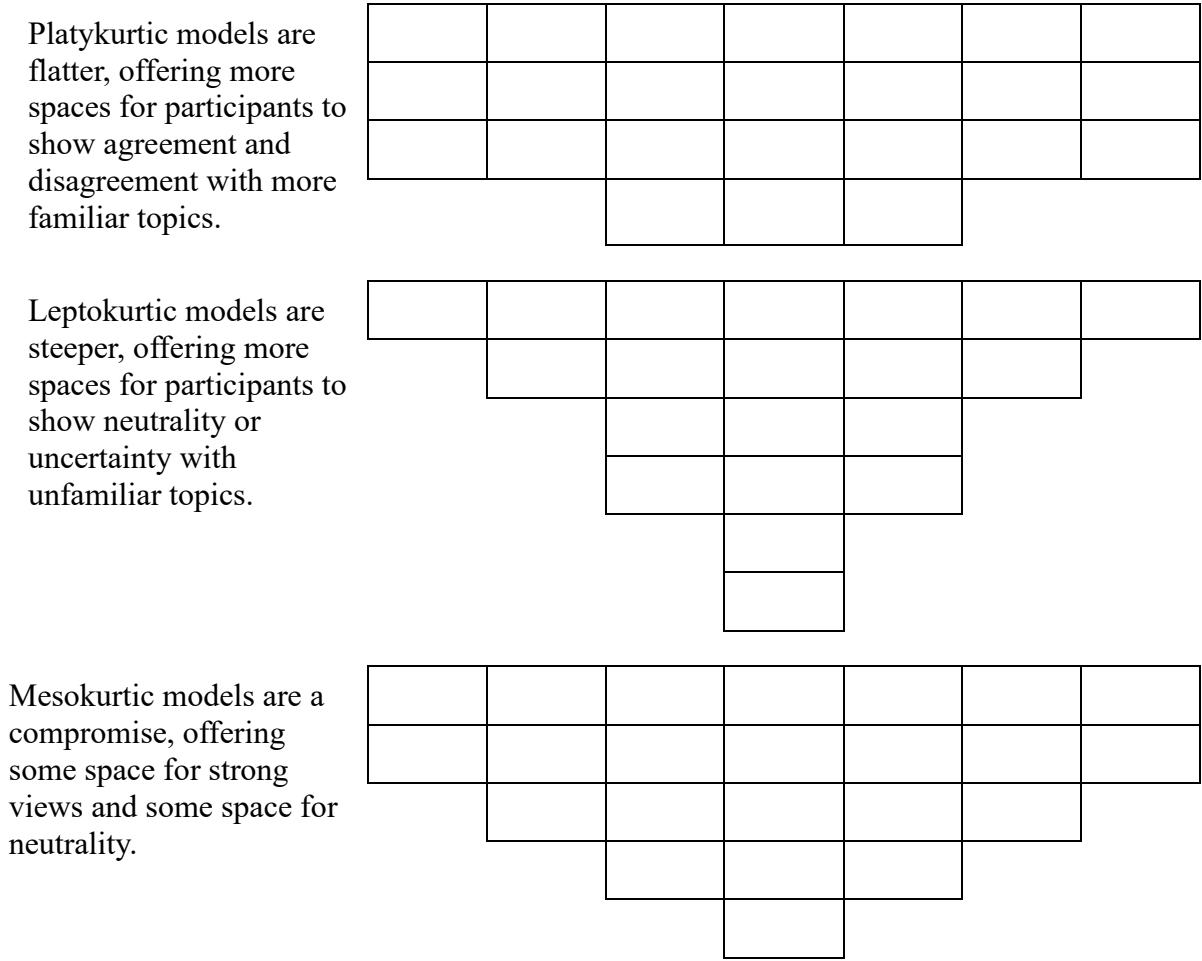 Platykurtic models are
flatter, offering more
spaces for participants to
show agreement and
disagreement with more
familiar topics.
Leptokurtic models are
steeper, offering more
spaces for participants to
show neutrality or
uncertainty with
unfamiliar topics.
Mesokurtic models are a
compromise, offering
some space for strong
views and some space for
neutrality.